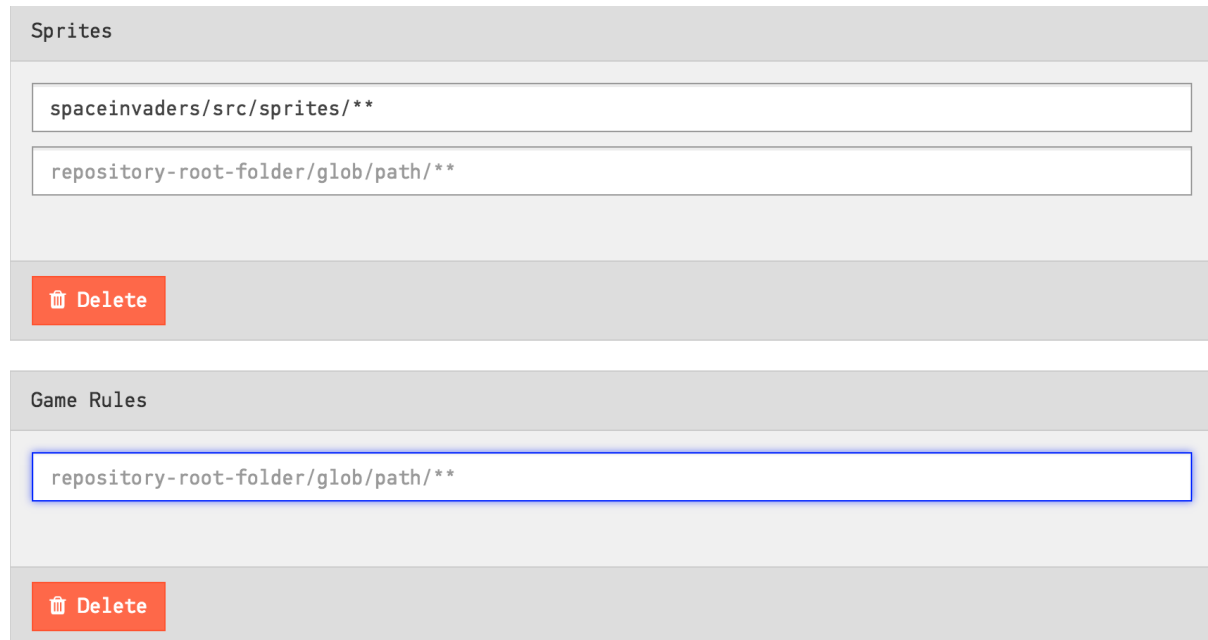 Sprites
spaceinvaders/src/sprites/**
repository-root-folder/glob/path/**
Delete
Game Rules
repository-root-folder/glob/path/**
Delete